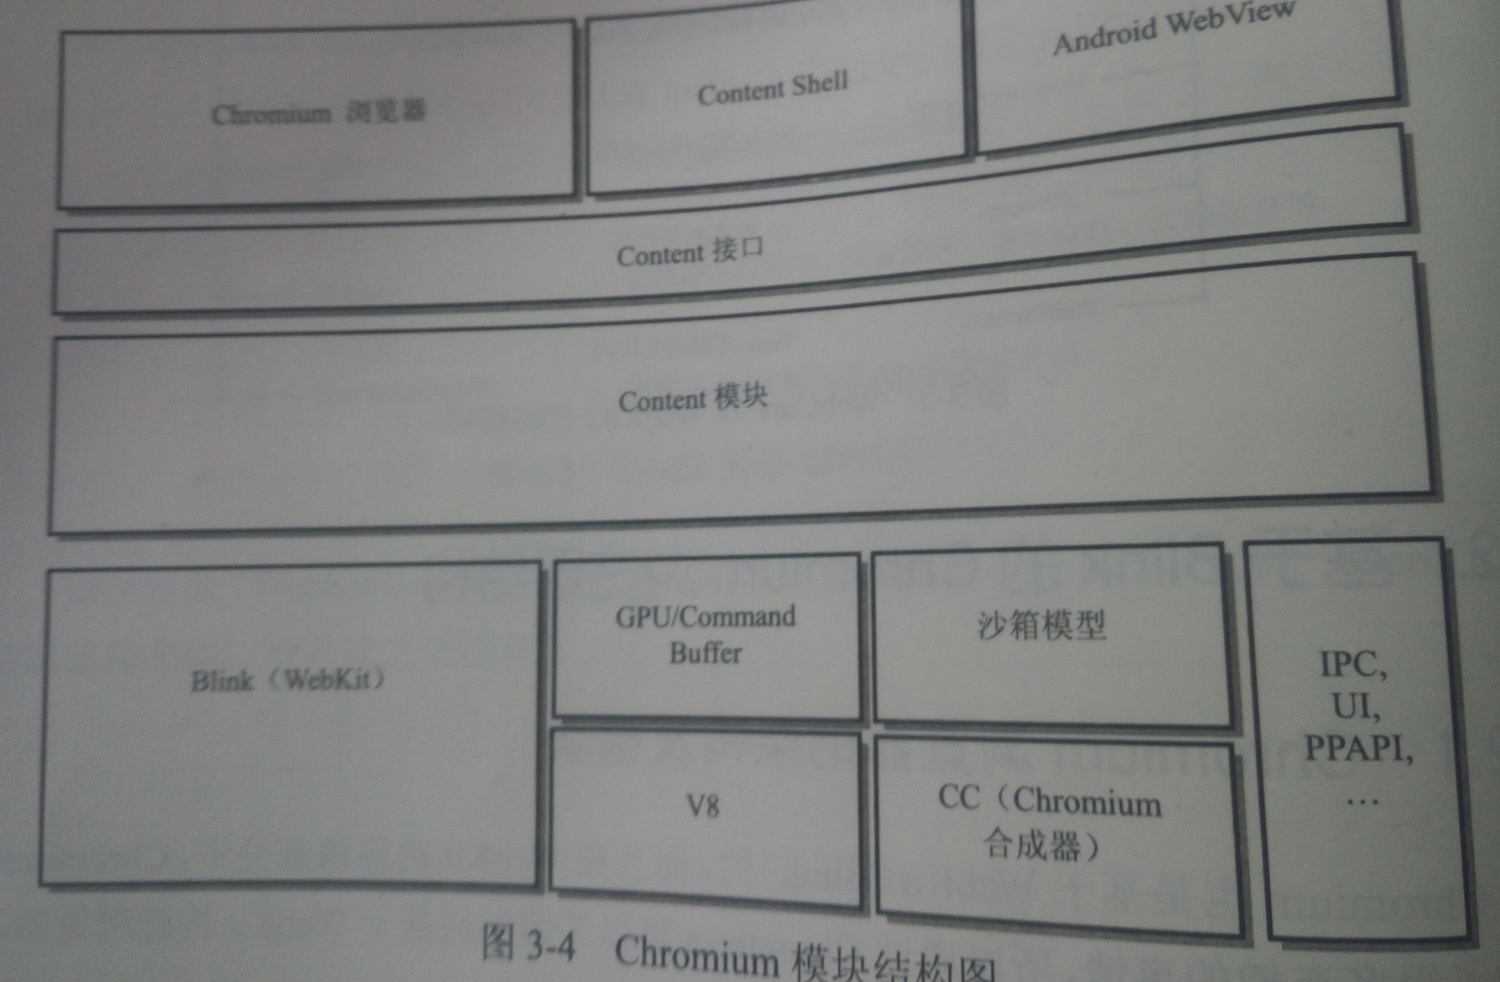 Chromium 浏览器
Content Shell
Android WebView
Content 接口
Content 模块
Blink（WebKit）
GPU/Command
Buffer
沙箱模型
V8
CC（Chromium
合成器）
IPC,
UI,
PPAPI,
…
图 3-4 Chromium 模块结构图